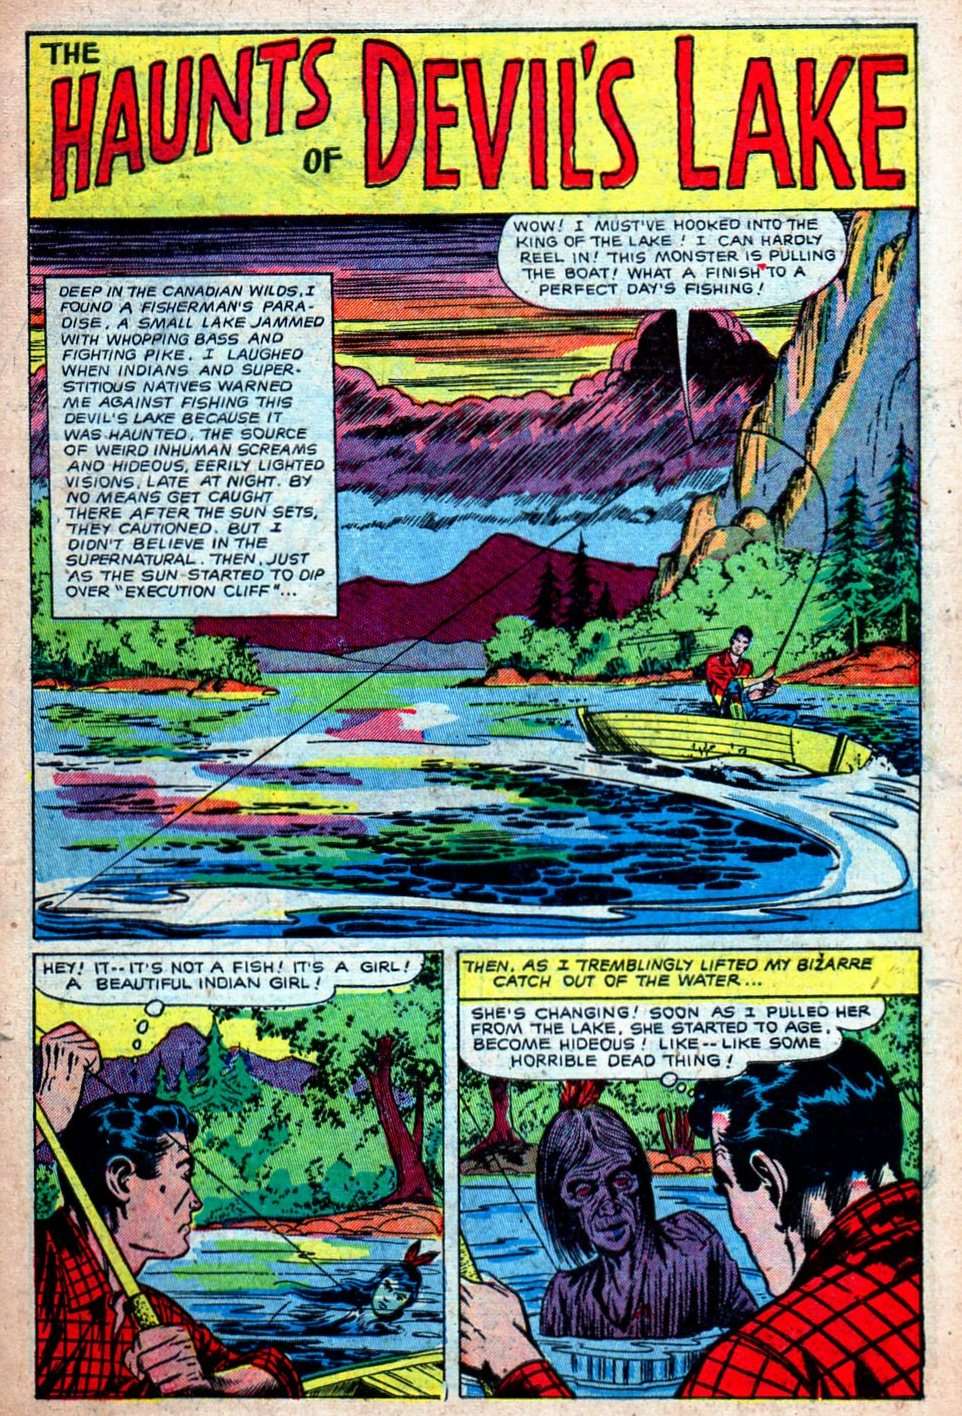 THE
HAUNTS
OF DEVIL'S LAKE
WOW! I MUST'VE HOOKED INTO THE
KING OF THE LAKE! I CAN HARDLY
REEL IN! THIS MONSTER IS PULLING
THE BOAT! WHAT A FINISH TO A
PERFECT DAY'S FISHING!
DEEP IN THE CANADIAN WILDS, I
FOUND A FISHERMAN'S PARA-
DISE, A SMALL LAKE JAMMED
WITH WHOPPING BASS AND
FIGHTING PIKE. I LAUGHED
WHEN INDIANS AND SUPER-
STITIOUS NATIVES WARNED
ME AGAINST FISHING THIS
DEVIL'S LAKE BECAUSE IT
WAS HAUNTED, THE SOURCE
OF WEIRD INHUMAN SCREAMS
AND HIDEOUS, EERILY LIGHTED
VISIONS, LATE AT NIGHT. BY
NO MEANS GET CAUGHT
THERE AFTER THE SUN SETS,
THEY CAUTIONED. BUT I
DIDN'T BELIEVE IN THE
SUPERNATURAL. THEN, JUST
AS THE SUN STARTED TO DIP
OVER "EXECUTION CLIFF"...
HEY! IT--IT'S NOT A FISH! IT'S A GIRL!
A BEAUTIFUL INDIAN GIRL!
THEN, AS I TREMBLINGLY LIFTED MY BIZARRE
CATCH OUT OF THE WATER...
SHE'S CHANGING! SOON AS I PULLED HER
FROM THE LAKE, SHE STARTED TO AGE,
BECOME HIDEOUS! LIKE--LIKE SOME
HORRIBLE DEAD THING!